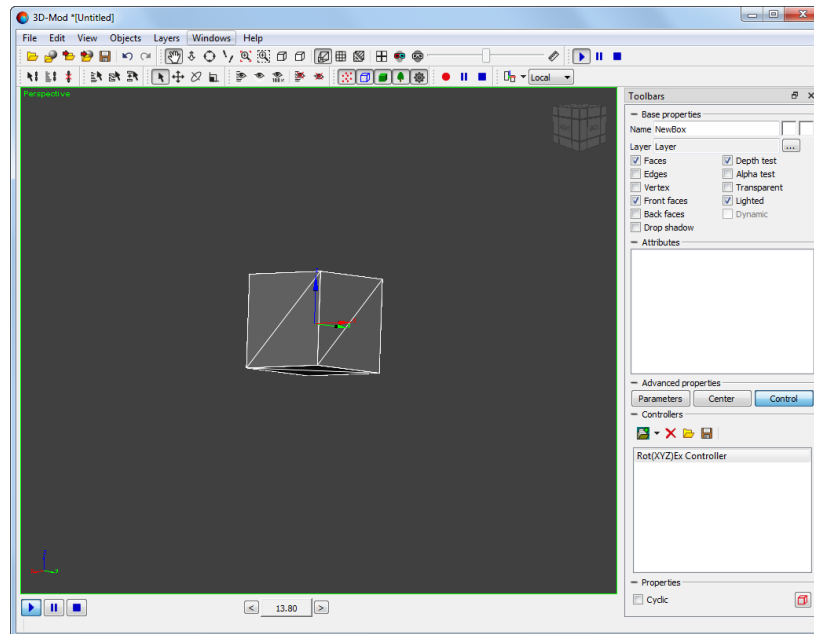 3D-Mod *[Untitled]
File Edit View Objects Layers Windows Help
Local
Perspective
Toolbars
Base properties
Name NewBox
Layer Layer ...
Faces Depth test
Edges Alpha test
Vertex Transparent
Front faces Lighted
Back faces Dynamic
Drop shadow
Attributes
Advanced properties
Parameters Center Control
Controllers
Rot(XYZ)Ex Controller
Properties
Cyclic
< 13.80 >